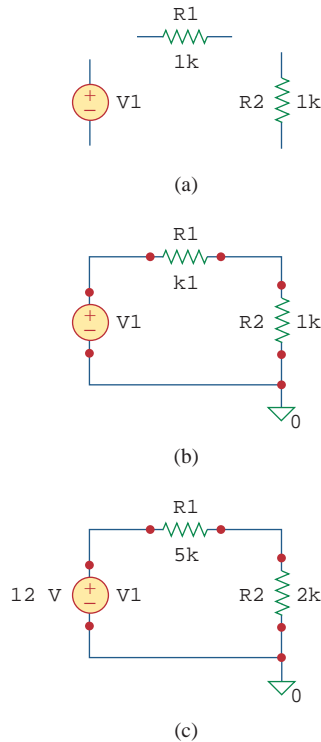 R1
1k
+
−
V1
R2 1k
(a)
R1
k1
+
−
V1
R2 1k
0
(b)
R1
5k
12 V
+
−
V1
R2 2k
0
(c)